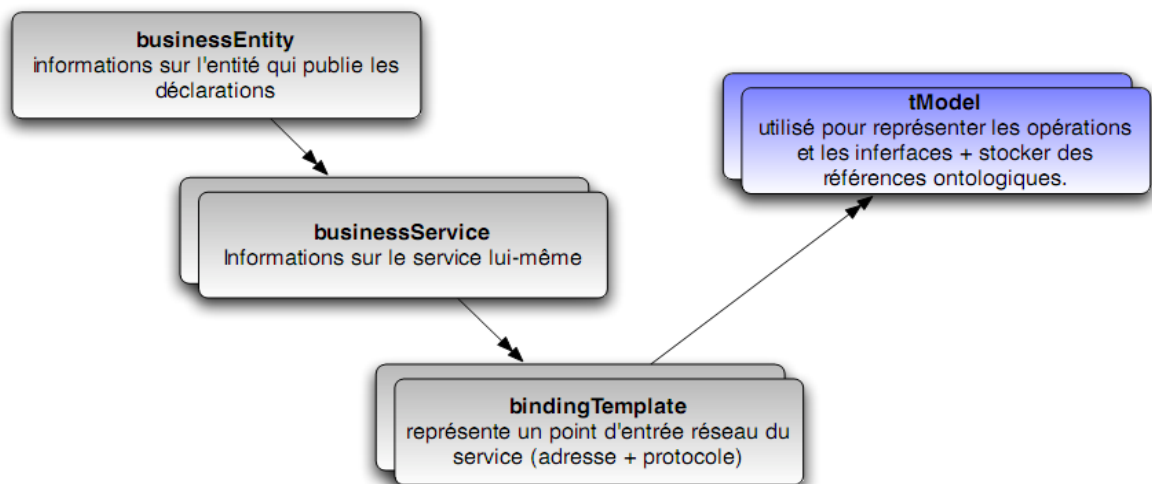 businessEntity
informations sur l'entité qui publie les
déclarations
tModel
utilisé pour représenter les opérations
et les inferfaces + stocker des
références ontologiques.
businessService
Informations sur le service lui-même
bindingTemplate
représente un point d'entrée réseau du
service (adresse + protocole)